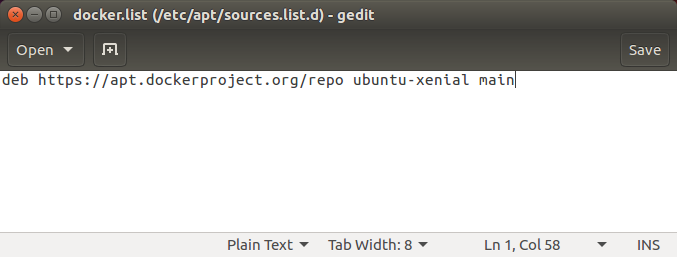 docker.list (/etc/apt/sources.list.d) - gedit
Open Save
deb https://apt.dockerproject.org/repo ubuntu-xenial main
Plain Text Tab Width: 8 Ln 1, Col 58 INS